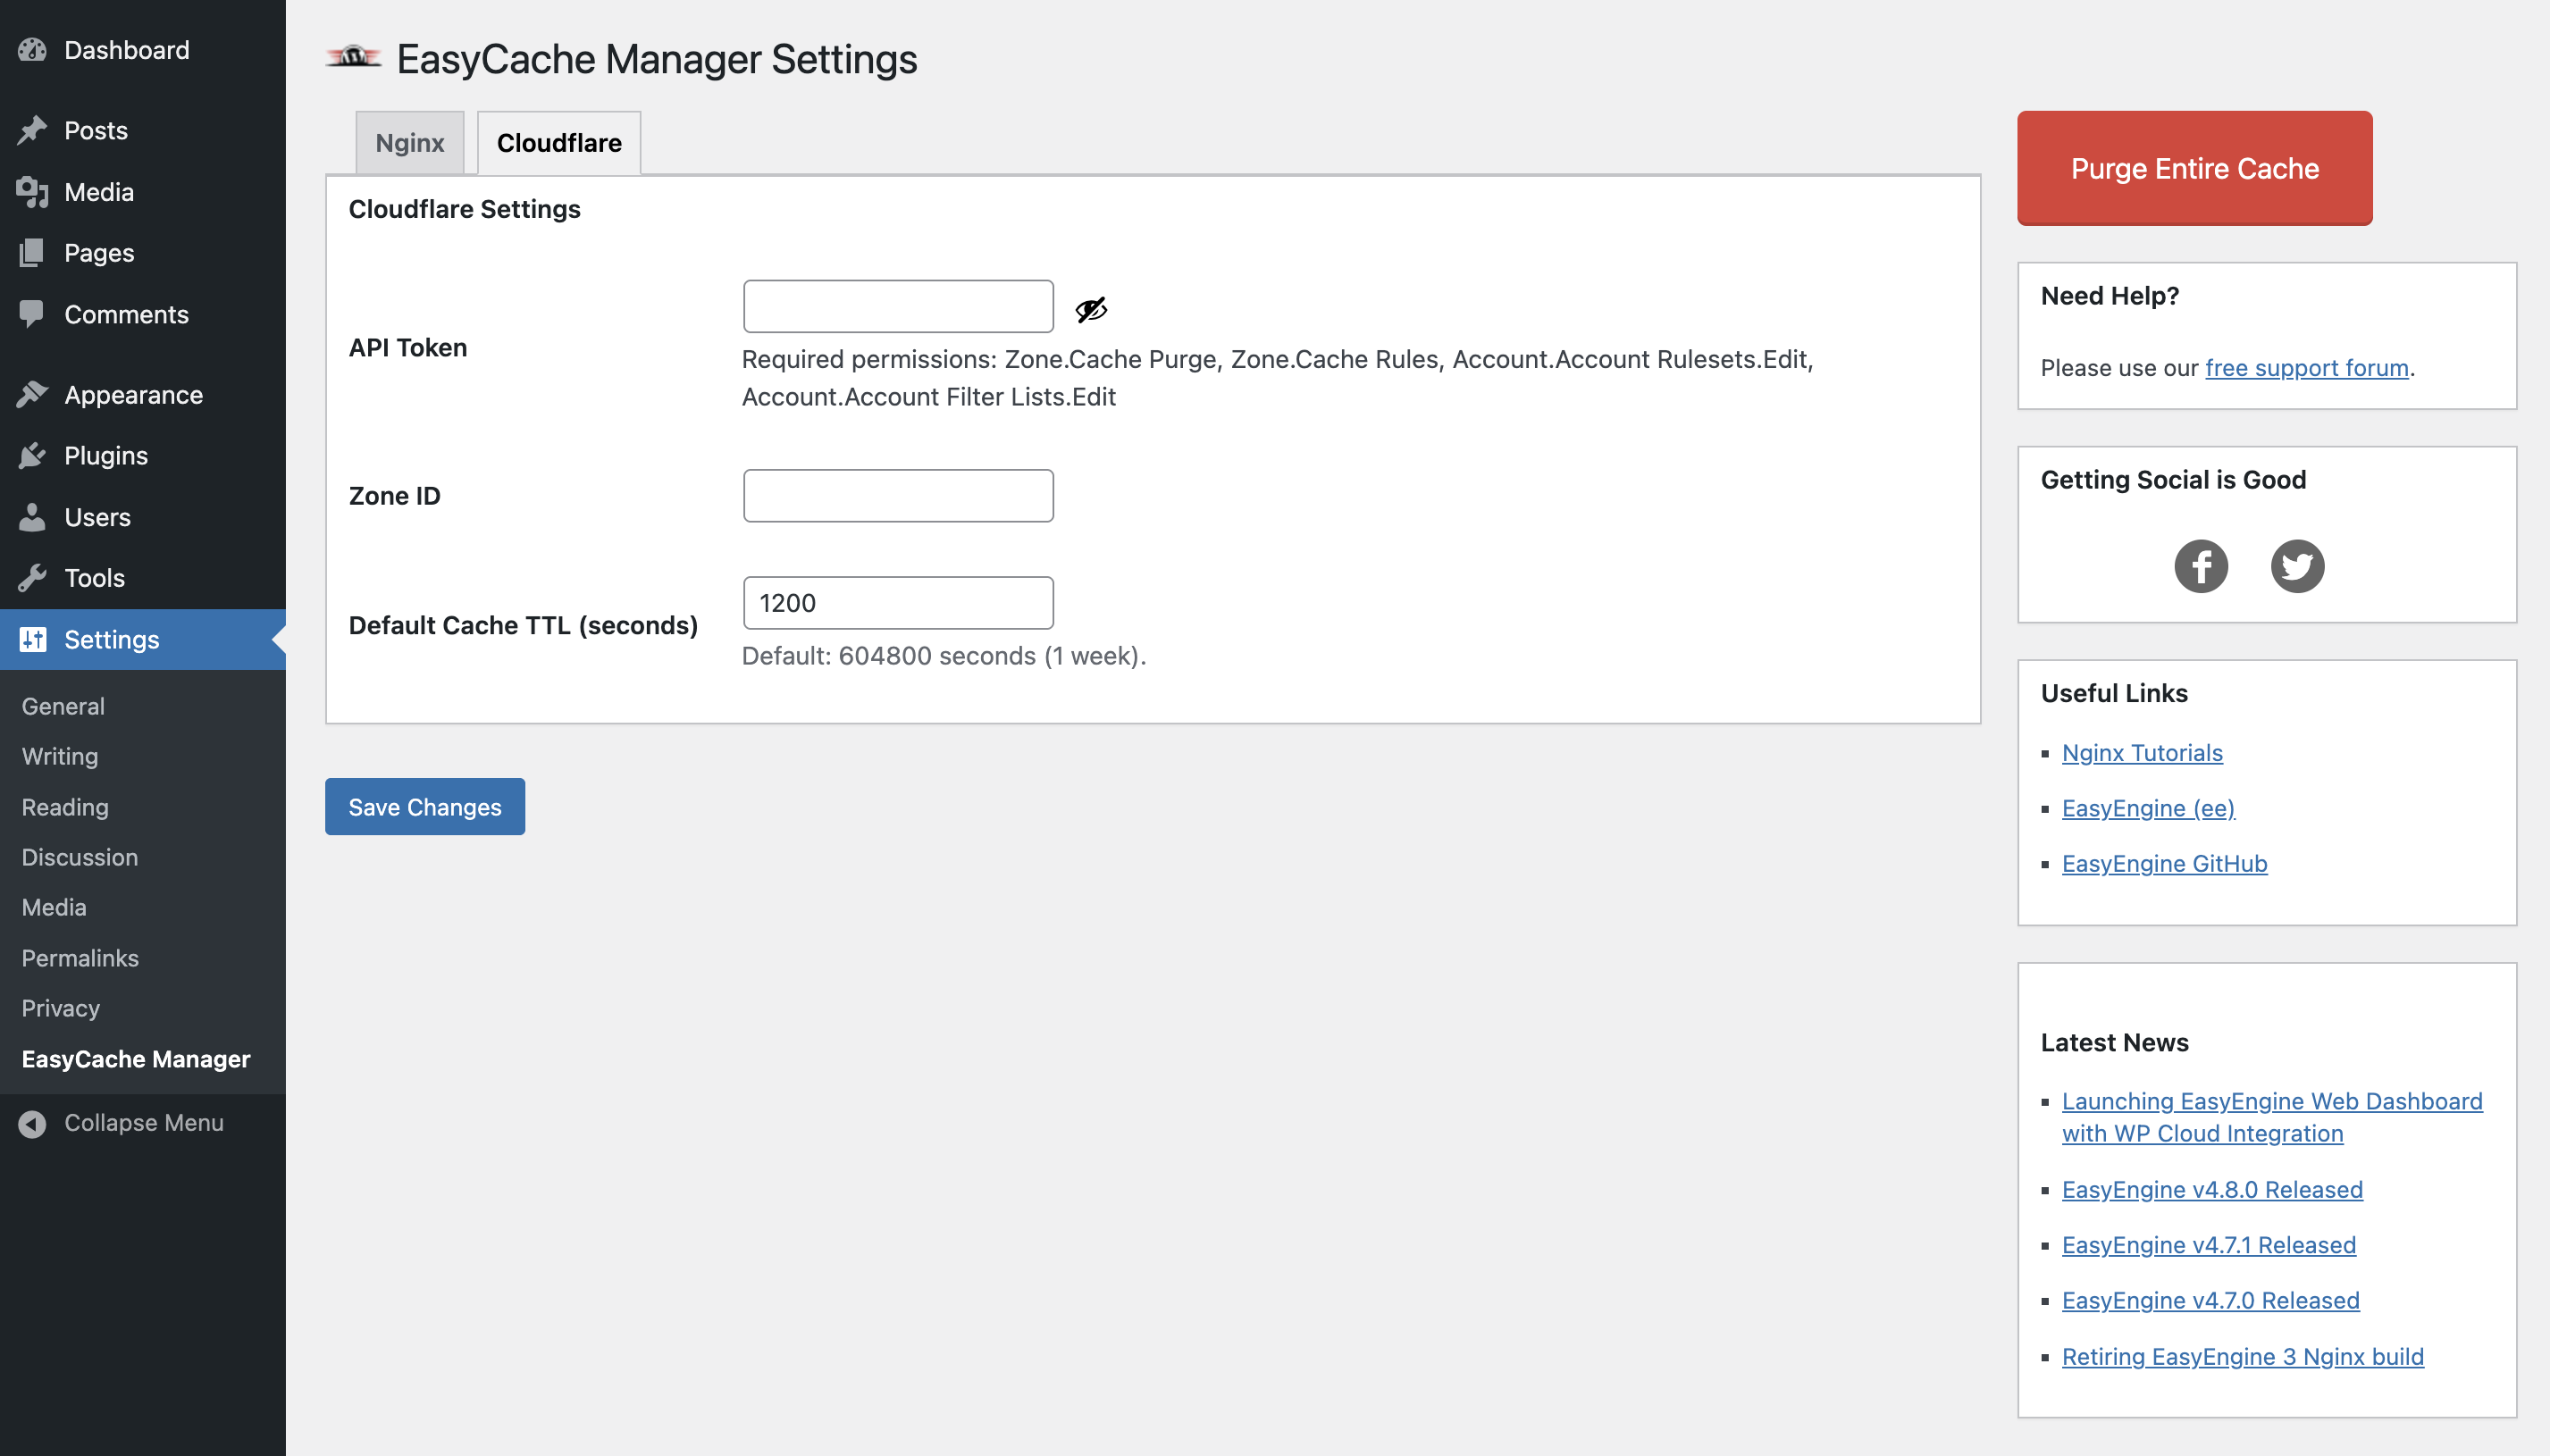 Dashboard
Posts
Media
Pages
Comments
Appearance
Plugins
Users
Tools
Settings
General
Writing
Reading
Discussion
Media
Permalinks
Privacy
EasyCache Manager
Collapse Menu
EasyCache Manager Settings
Nginx
Cloudflare
Cloudflare Settings
API Token
Required permissions: Zone.Cache Purge, Zone.Cache Rules, Account.Account Rulesets.Edit,
Account.Account Filter Lists.Edit
Zone ID
Default Cache TTL (seconds)
1200
Default: 604800 seconds (1 week).
Save Changes
Purge Entire Cache
Need Help?
Please use our free support forum.
Getting Social is Good
Useful Links
Nginx Tutorials
EasyEngine (ee)
EasyEngine GitHub
Latest News
Launching EasyEngine Web Dashboard
with WP Cloud Integration
EasyEngine v4.8.0 Released
EasyEngine v4.7.1 Released
EasyEngine v4.7.0 Released
Retiring EasyEngine 3 Nginx build